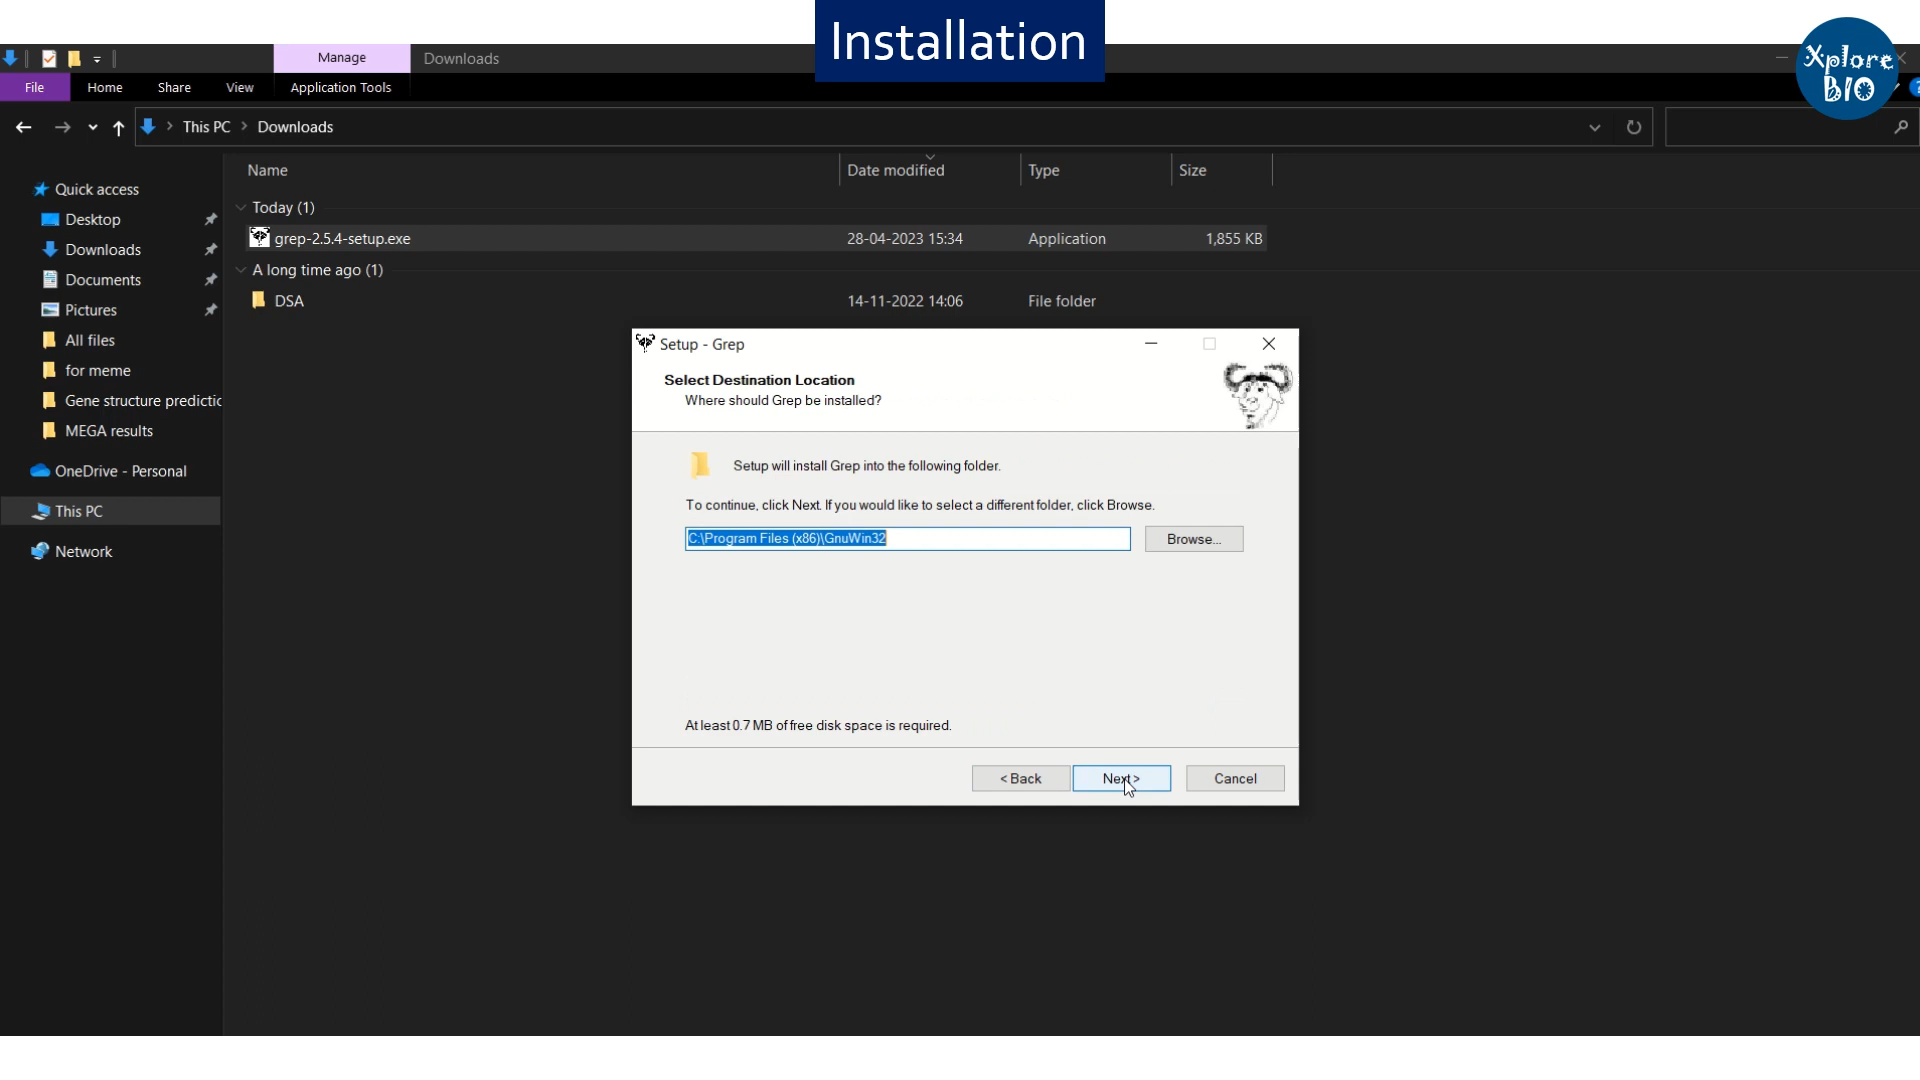 Installation
Xplore
BIO
Manage
Downloads
File
Home
Share
View
Application Tools
This PC
Downloads
Name
Date modified
Type
Size
Quick access
Desktop
Downloads
Documents
Pictures
All files
for meme
Gene structure predictic
MEGA results
OneDrive - Personal
This PC
Network
Today (1)
grep-2.5.4-setup.exe
28-04-2023 15:34
Application
1,855 KB
A long time ago (1)
DSA
14-11-2022 14:06
File folder
Setup - Grep
Select Destination Location
Where should Grep be installed?
Setup will install Grep into the following folder.
To continue, click Next. If you would like to select a different folder, click Browse.
C:\Program Files (x86)\GnuWin32
Browse...
At least 0.7 MB of free disk space is required.
< Back
Next >
Cancel